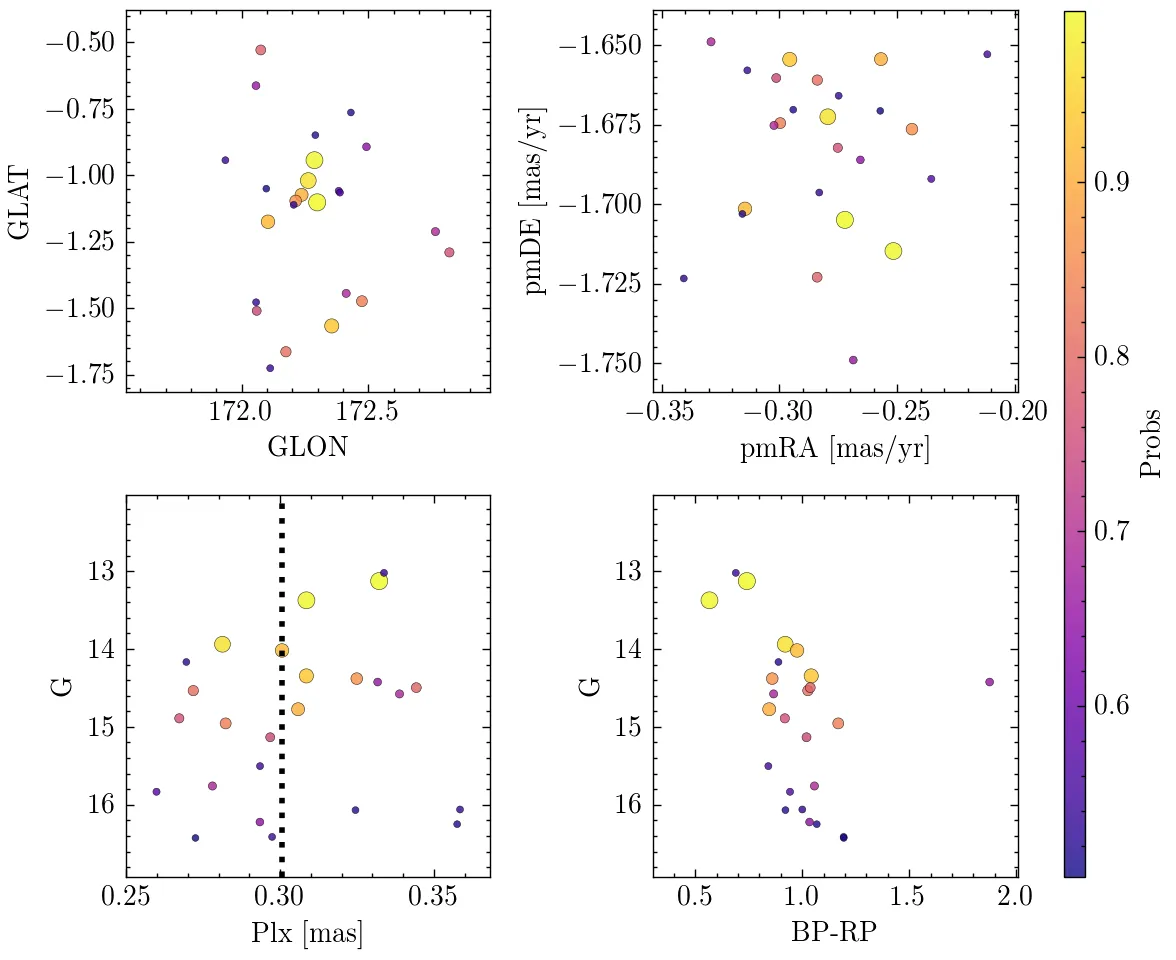 −0.50
−0.75
−1.00
−1.25
−1.50
−1.75
GLAT
172.0 172.5
GLON
−1.650
−1.675
−1.700
−1.725
−1.750
pmDE [mas/yr]
−0.35 −0.30 −0.25 −0.20
pmRA [mas/yr]
13
14
15
16
G
0.25 0.30 0.35
Plx [mas]
13
14
15
16
G
0.5 1.0 1.5 2.0
BP-RP
0.9
0.8
0.7
0.6
Probs